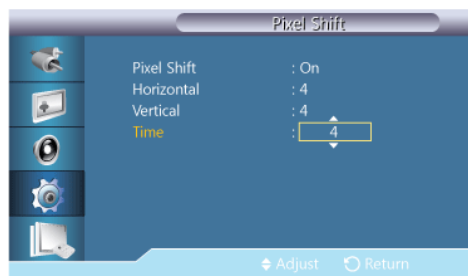 Pixel Shift
Pixel Shift : On
Horizontal : 4
Vertical : 4
Time : 4
Adjust Return